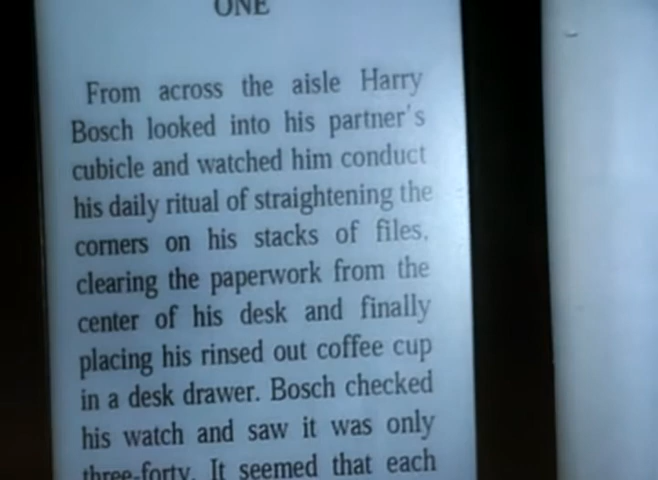 ONE
From across the aisle Harry
Bosch looked into his partner's
cubicle and watched him conduct
his daily ritual of straightening the
corners on his stacks of files,
clearing the paperwork from the
center of his desk and finally
placing his rinsed out coffee cup
in a desk drawer. Bosch checked
his watch and saw it was only
three-forty. It seemed that each